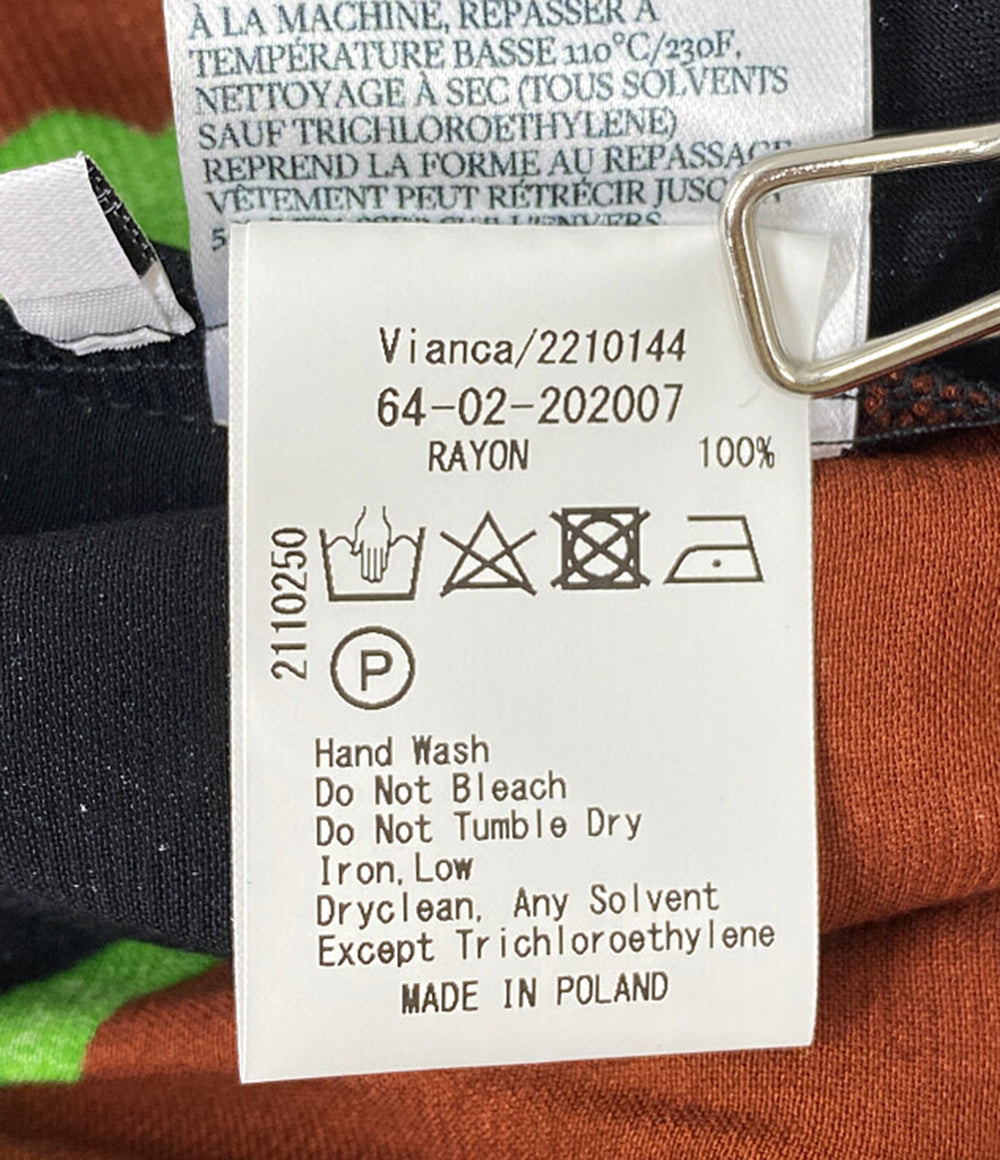 À LA MACHINE, REPASSER À
TEMPÉRATURE BASSE 110°C/230F,
NETTOYAGE À SEC (TOUS SOLVENTS
SAUF TRICHLOROETHYLENE)
REPREND LA FORME AU REPASSAGE
VÊTEMENT PEUT RÉTRÉCIR
5
Vianca/2210144
64-02-202007
RAYON 100%
2110250
P
Hand Wash
Do Not Bleach
Do Not Tumble Dry
Iron, Low
Dryclean, Any Solvent
Except Trichloroethylene
MADE IN POLAND